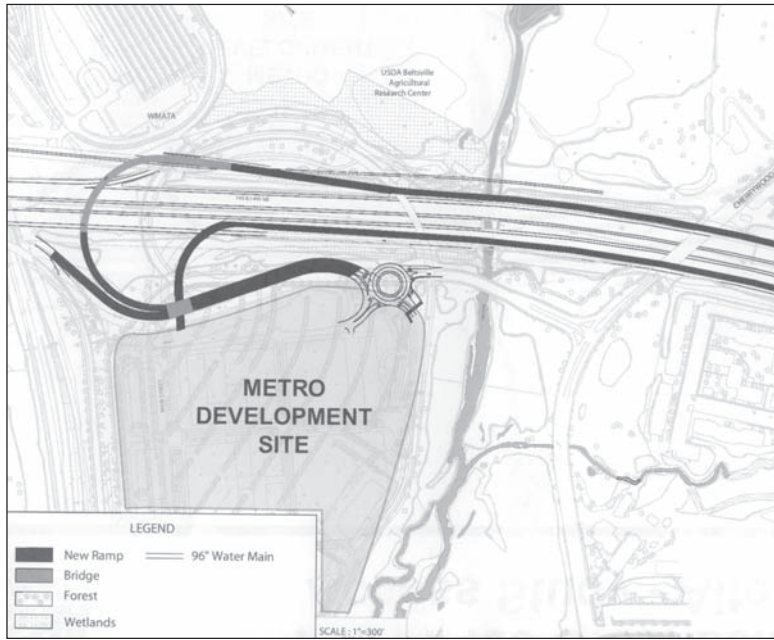 USDA Beltsville
Agricultural
Research Center
WMATA
CHERRYWOOD
METRO
DEVELOPMENT
SITE
LEGEND
New Ramp
96" Water Main
Bridge
Forest
Wetlands
SCALE : 1"=300'